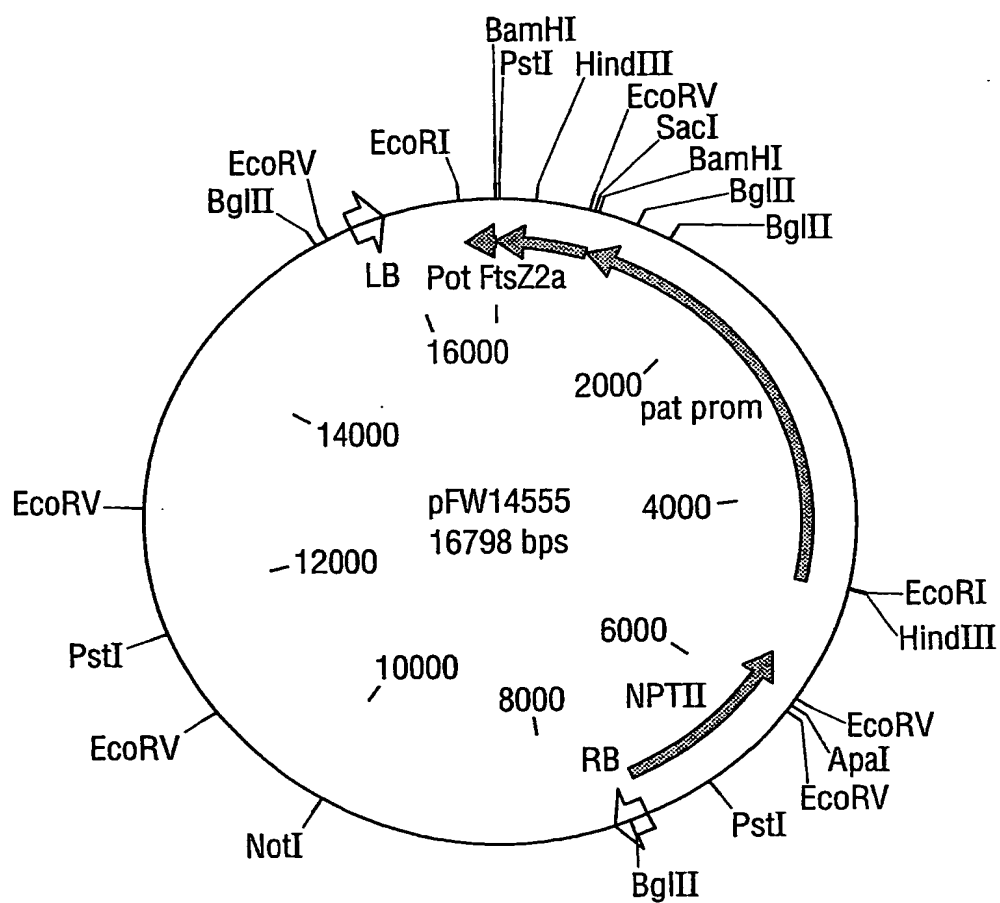 BamHI
PstI
HindIII
EcoRV
SacI
BamHI
BglII
BglII
EcoRI
EcoRV
BglII
LB
Pot FtsZ2a
16000
2000
pat prom
14000
EcoRV
pFW14555
16798 bps
4000
12000
EcoRI
HindIII
6000
PstI
10000
NPTII
8000
EcoRV
EcoRV
ApaI
EcoRV
RB
PstI
NotI
BglII